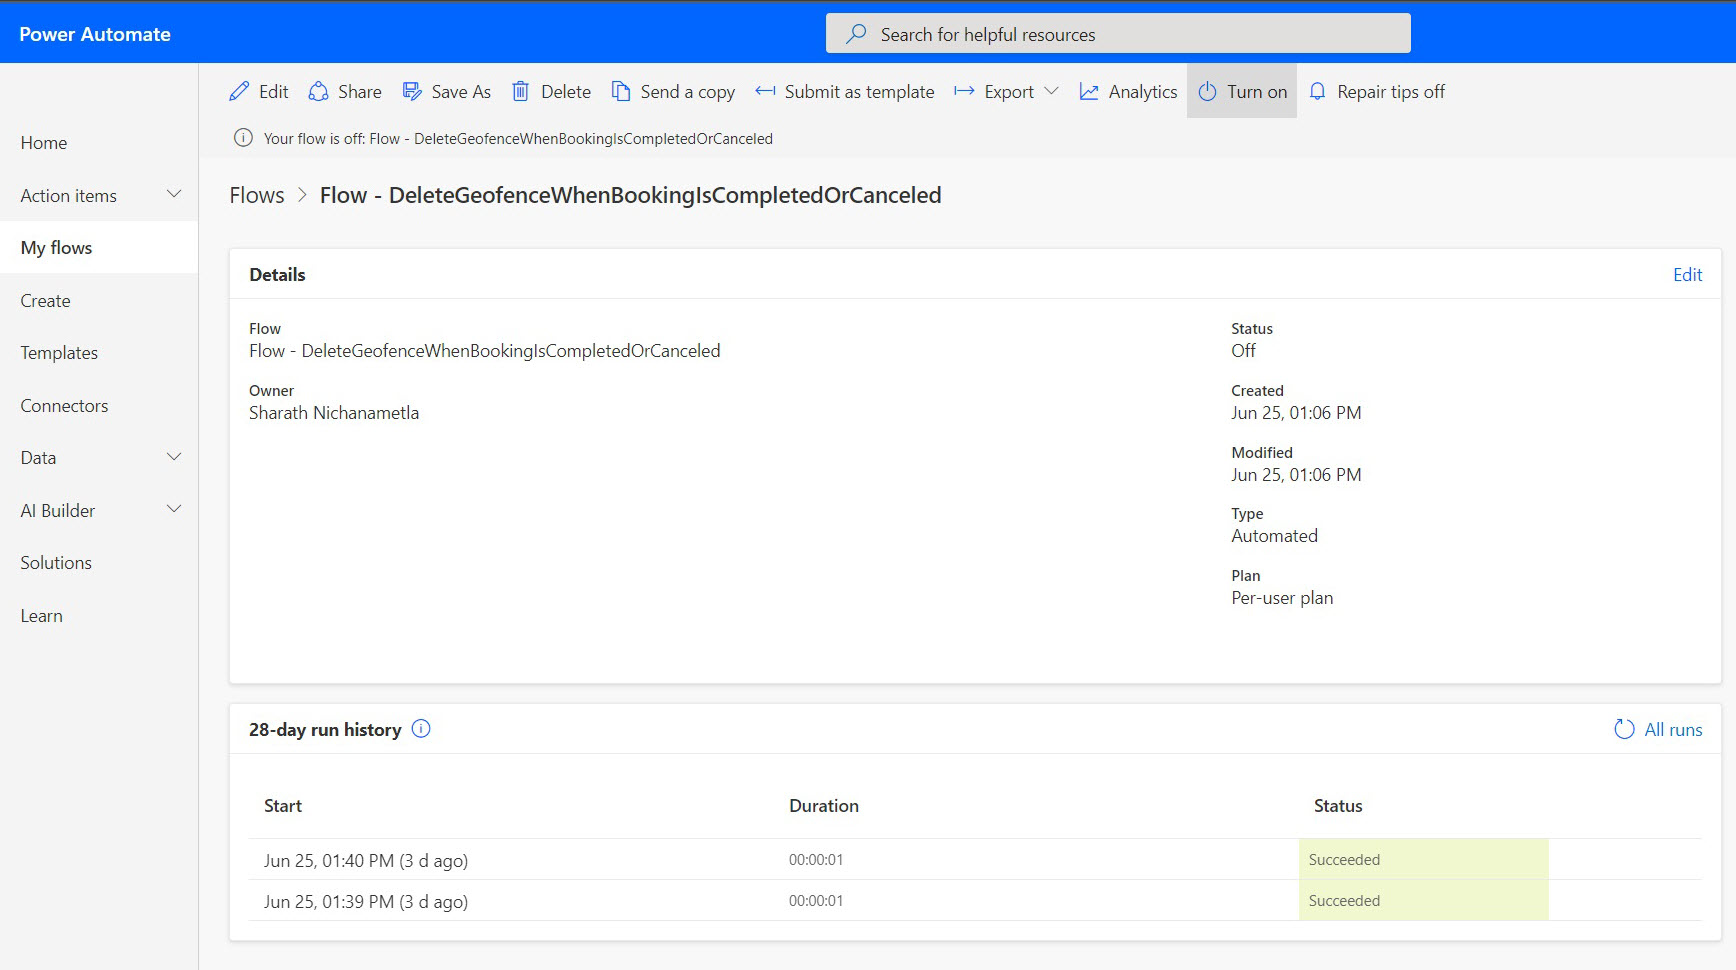 Power Automate
Search for helpful resources
Edit Share Save As Delete Send a copy Submit as template Export Analytics Turn on Repair tips off
Your flow is off: Flow - DeleteGeofenceWhenBookingIsCompletedOrCanceled
Home
Action items
My flows
Create
Templates
Connectors
Data
AI Builder
Solutions
Learn
Flows > Flow - DeleteGeofenceWhenBookingIsCompletedOrCanceled
Details
Edit
Flow
Flow - DeleteGeofenceWhenBookingIsCompletedOrCanceled
Owner
Sharath Nichanametla
Status
Off
Created
Jun 25, 01:06 PM
Modified
Jun 25, 01:06 PM
Type
Automated
Plan
Per-user plan
28-day run history
All runs
Start Duration Status
Jun 25, 01:40 PM (3 d ago) 00:00:01 Succeeded
Jun 25, 01:39 PM (3 d ago) 00:00:01 Succeeded